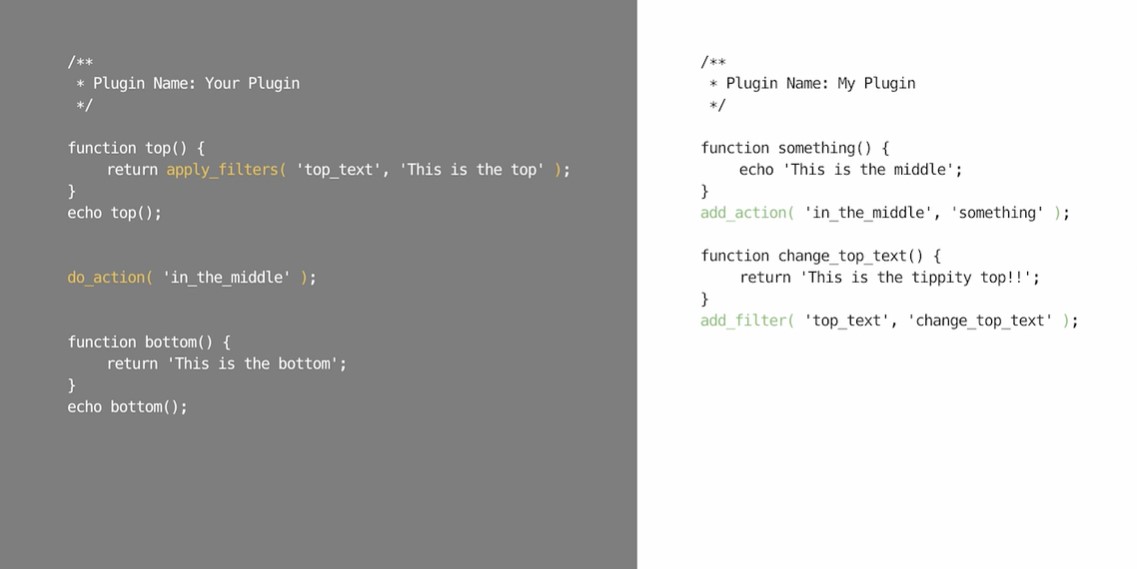 /**
 * Plugin Name: Your Plugin
 */
function top() {
    return apply_filters( 'top_text', 'This is the top' );
}
echo top();
do_action( 'in_the_middle' );
function bottom() {
    return 'This is the bottom';
}
echo bottom();
/**
 * Plugin Name: My Plugin
 */
function something() {
    echo 'This is the middle';
}
add_action( 'in_the_middle', 'something' );
function change_top_text() {
    return 'This is the tippity top!!';
}
add_filter( 'top_text', 'change_top_text' );